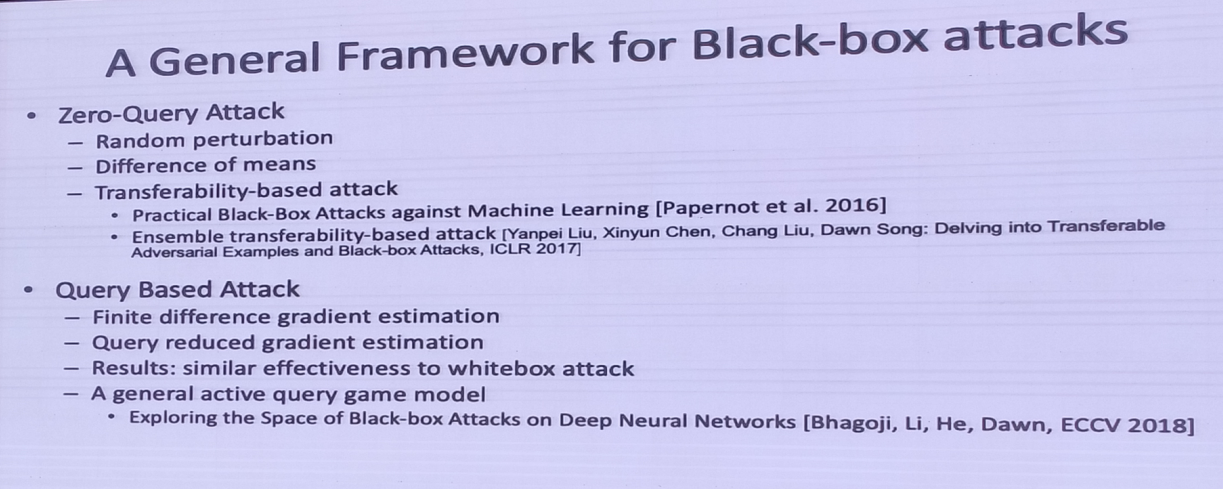 A General Framework for Black-box attacks
• Zero-Query Attack
– Random perturbation
– Difference of means
– Transferability-based attack
• Practical Black-Box Attacks against Machine Learning [Papernot et al. 2016]
• Ensemble transferability-based attack [Yanpei Liu, Xinyun Chen, Chang Liu, Dawn Song: Delving into Transferable
Adversarial Examples and Black-box Attacks, ICLR 2017]
• Query Based Attack
– Finite difference gradient estimation
– Query reduced gradient estimation
– Results: similar effectiveness to whitebox attack
– A general active query game model
• Exploring the Space of Black-box Attacks on Deep Neural Networks [Bhagoji, Li, He, Dawn, ECCV 2018]